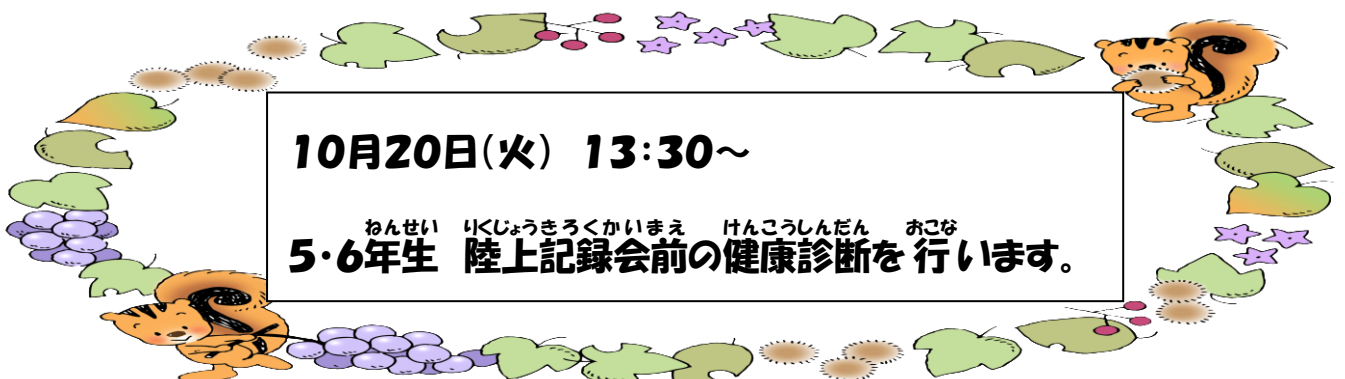 10月20日(火) 13:30～
ねんせい りくじょうきろくかいまえ けんこうしんだん おこな
5・6年生 陸上記録会前の健康診断を行います。